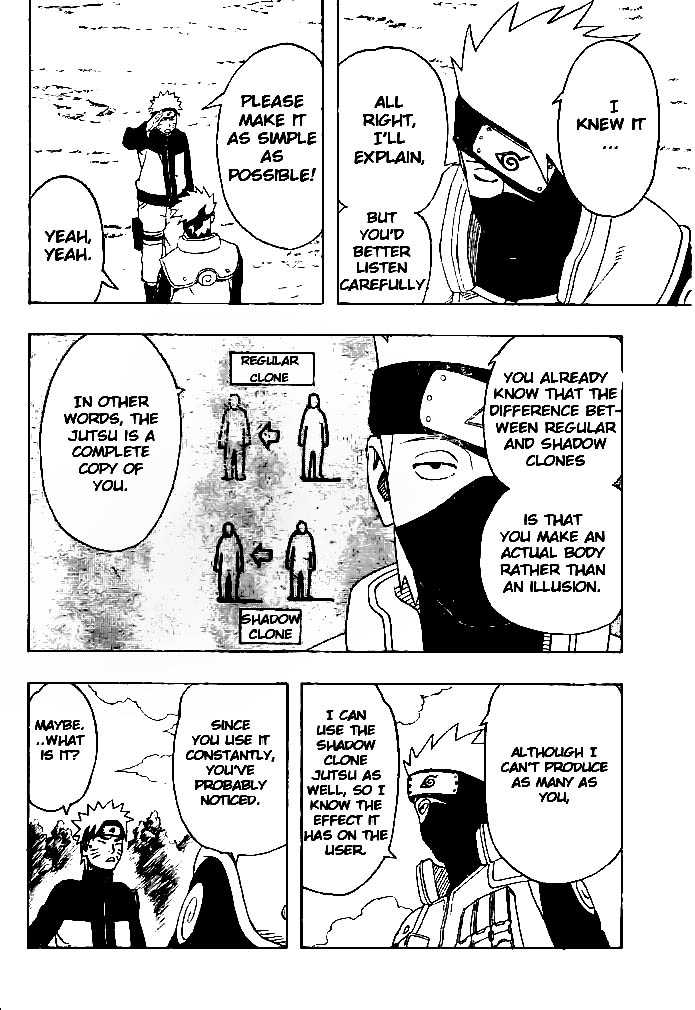 I
KNEW IT
...
ALL
RIGHT,
I'LL
EXPLAIN,
BUT
YOU'D
BETTER
LISTEN
CAREFULLY.
PLEASE
MAKE IT
AS SIMPLE
AS
POSSIBLE!
YEAH,
YEAH.
YOU ALREADY
KNOW THAT THE
DIFFERENCE BET-
WEEN REGULAR
AND SHADOW
CLONES
IS THAT
YOU MAKE AN
ACTUAL BODY
RATHER THAN
AN ILLUSION.
REGULAR
CLONE
SHADOW
CLONE
IN OTHER
WORDS, THE
JUTSU IS A
COMPLETE
COPY OF
YOU.
ALTHOUGH I
CAN'T PRODUCE
AS MANY AS
YOU,
I CAN
USE THE
SHADOW
CLONE
JUTSU AS
WELL, SO I
KNOW THE
EFFECT IT
HAS ON THE
USER.
SINCE
YOU USE IT
CONSTANTLY,
YOU'VE
PROBABLY
NOTICED.
MAYBE.
..WHAT
IS IT?